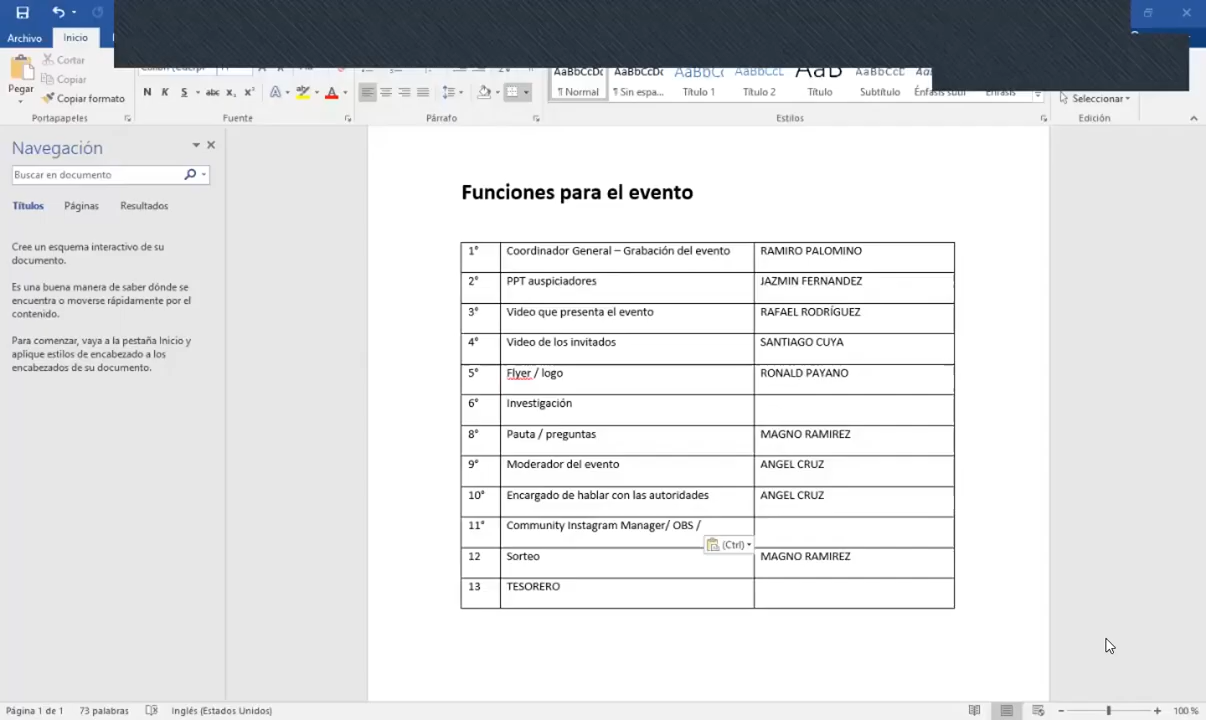 Archivo Inicio
Pegar
Cortar
Copiar
Copiar formato
N K S abc x₂ x² A A
Normal Sin espa... Título 1 Título 2 Título Subtítulo Énfasis sutil Énfasis
Seleccionar
Portapapeles Fuente Párrafo Estilos Edición
Navegación
Buscar en documento
Títulos Páginas Resultados
Cree un esquema interactivo de su
documento.
Es una buena manera de saber dónde se
encuentra o moverse rápidamente por el
contenido.
Para comenzar, vaya a la pestaña Inicio y
aplique estilos de encabezado a los
encabezados de su documento.
Funciones para el evento
1° Coordinador General – Grabación del evento RAMIRO PALOMINO
2° PPT auspiciadores JAZMIN FERNANDEZ
3° Video que presenta el evento RAFAEL RODRÍGUEZ
4° Video de los invitados SANTIAGO CUYA
5° Flyer / logo RONALD PAYANO
6° Investigación
8° Pauta / preguntas MAGNO RAMIREZ
9° Moderador del evento ANGEL CRUZ
10° Encargado de hablar con las autoridades ANGEL CRUZ
11° Community Instagram Manager/ OBS /
(Ctrl)
12 Sorteo MAGNO RAMIREZ
13 TESORERO
Página 1 de 1 73 palabras Inglés (Estados Unidos) 100 %